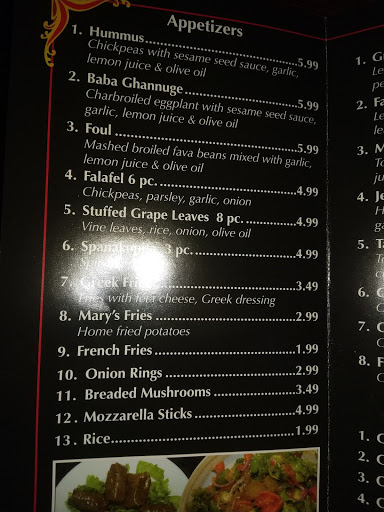 Appetizers
1. Hummus 5.99
Chickpeas with sesame seed sauce, garlic,
lemon juice & olive oil
2. Baba Ghannuge 5.99
Charbroiled eggplant with sesame seed sauce,
garlic, lemon juice & olive oil
3. Foul 5.99
Mashed broiled fava beans mixed with garlic,
lemon juice & olive oil
4. Falafel 6 pc. 4.99
Chickpeas, parsley, garlic, onion
5. Stuffed Grape Leaves 8 pc. 4.99
Vine leaves, rice, onion, olive oil
6. 3 pc. 4.99
7. Greek Fries 3.49
Fries with feta cheese, Greek dressing
8. Mary's Fries 2.99
Home fried potatoes
9. French Fries 1.99
10. Onion Rings 2.99
11. Breaded Mushrooms 3.49
12. Mozzarella Sticks 4.99
13. Rice 1.99